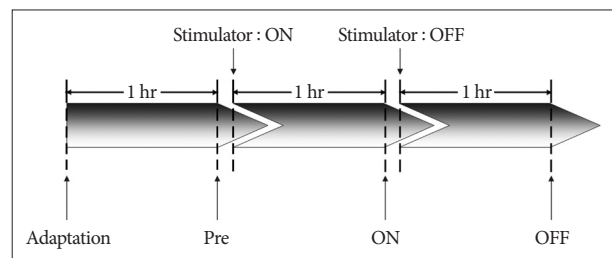 Stimulator : ON Stimulator : OFF
1 hr 1 hr 1 hr
Adaptation Pre ON OFF